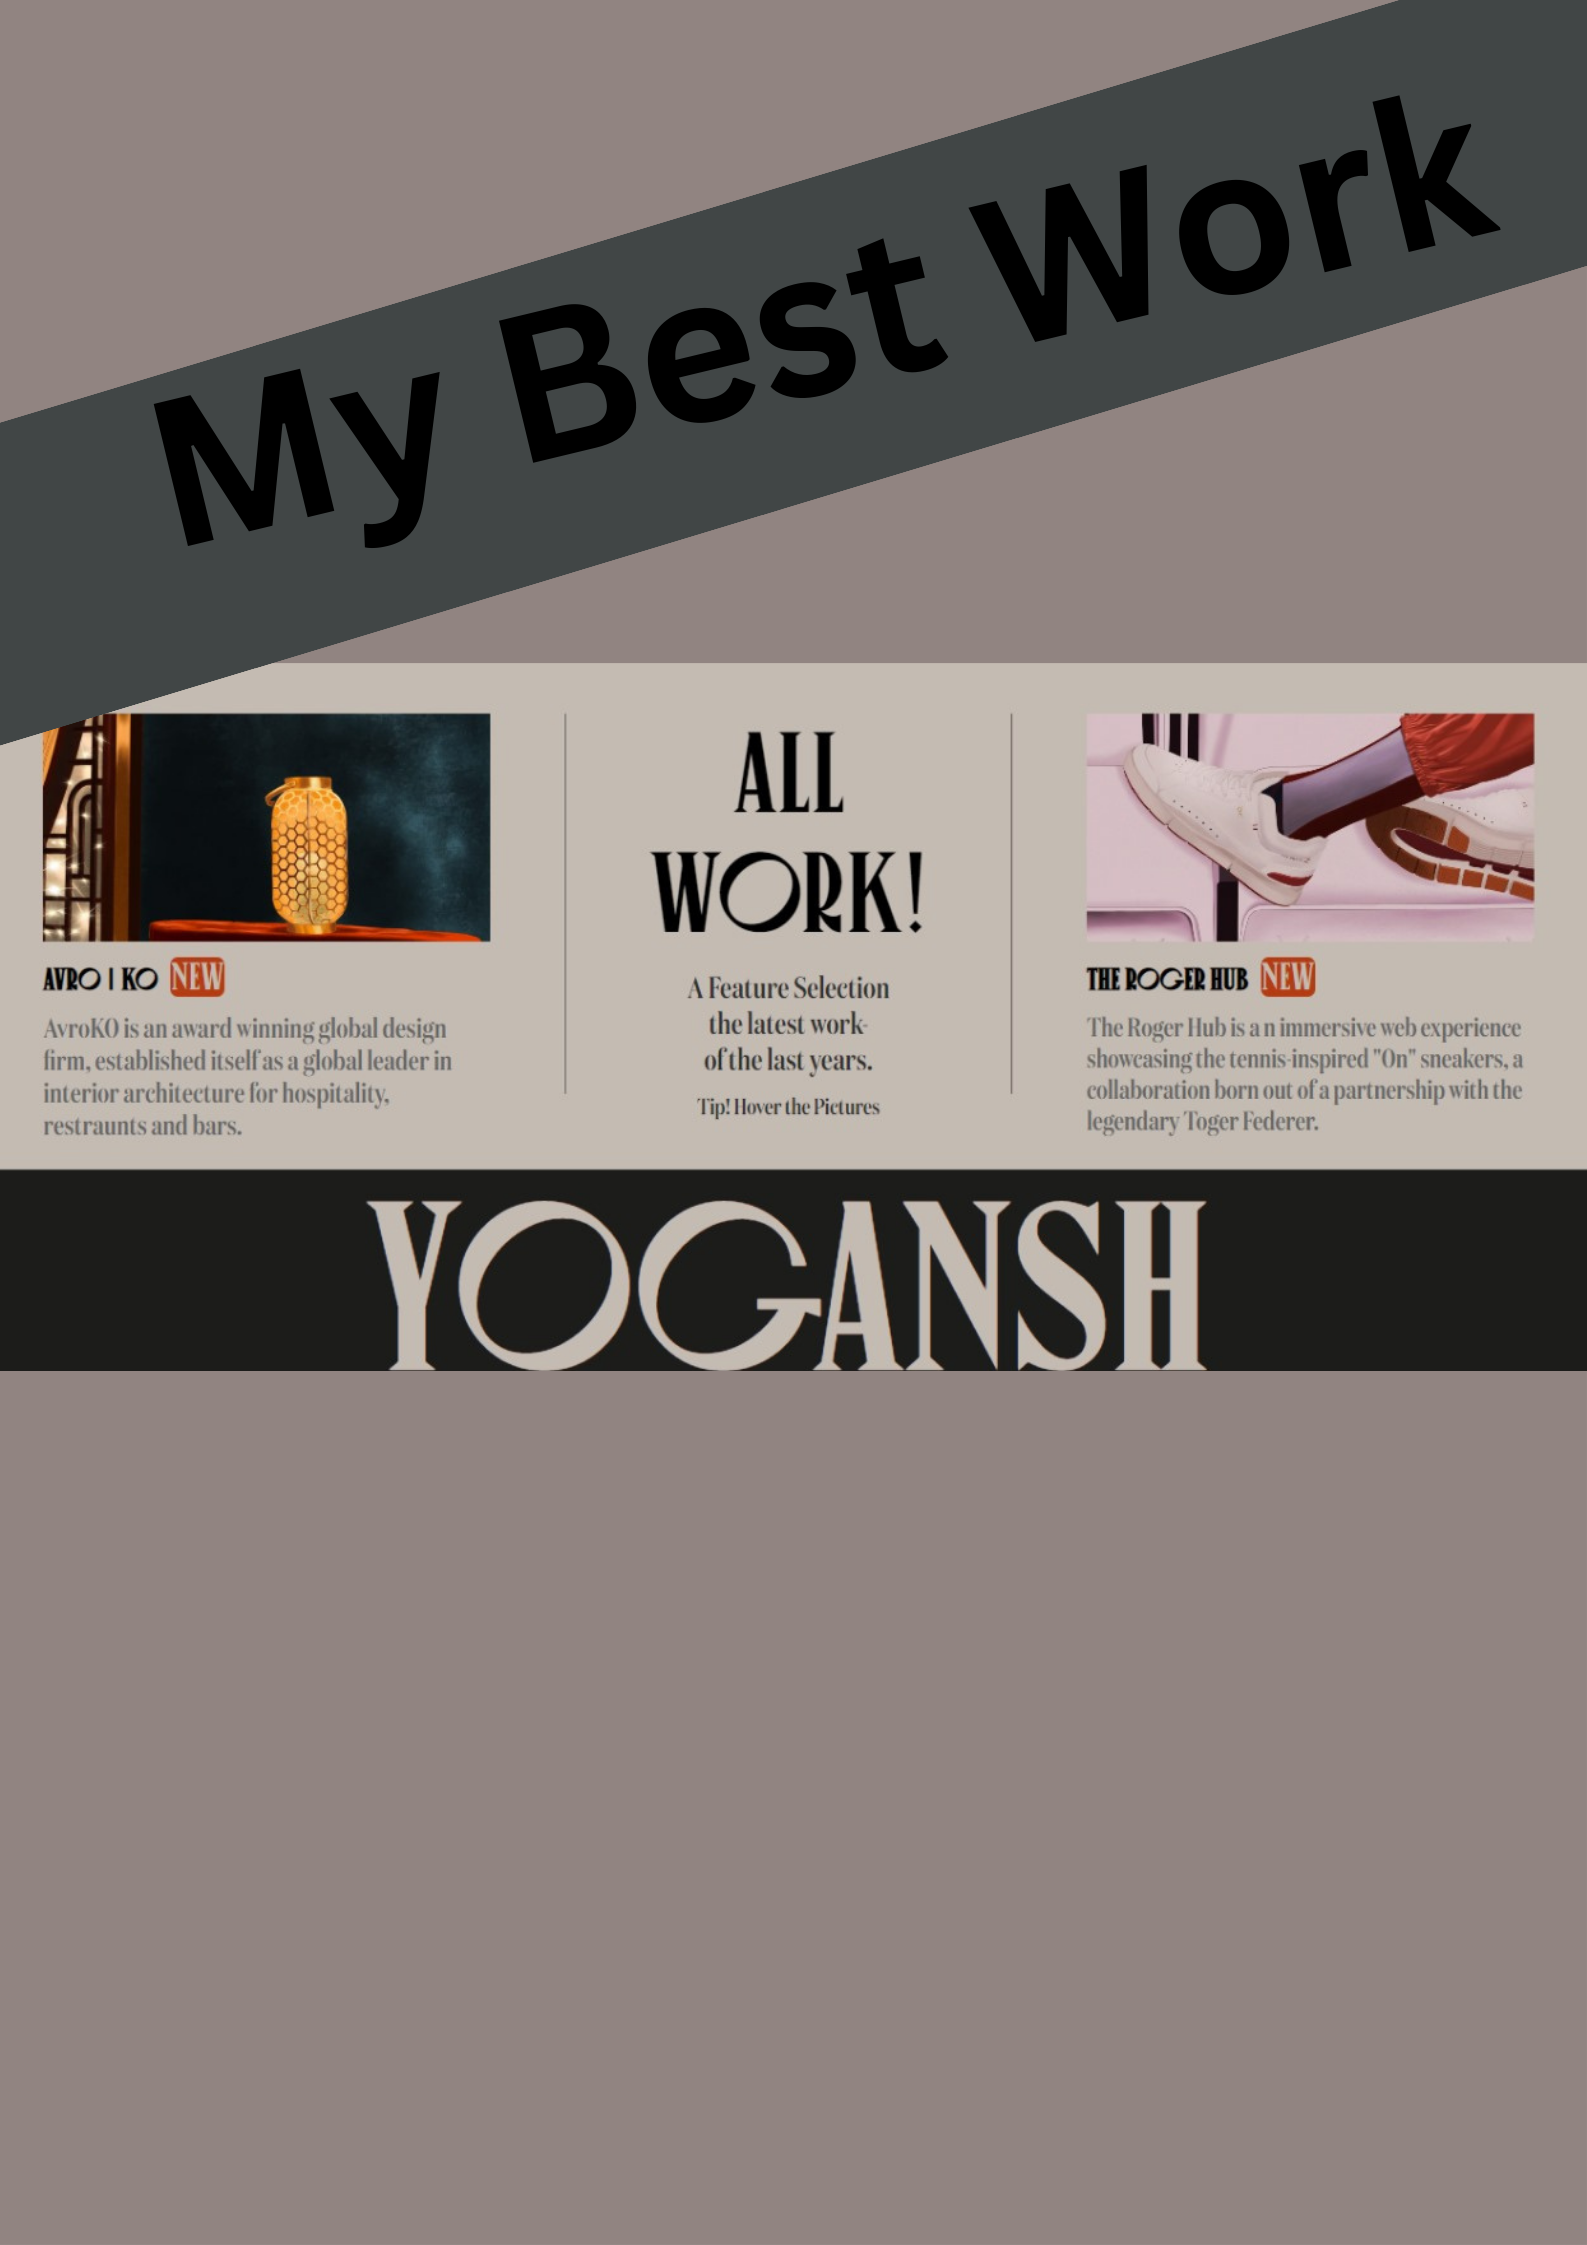 My Best Work
AVRO | KO NEW
AvroKO is an award winning global design
firm, established itself as a global leader in
interior architecture for hospitality,
restraunts and bars.
ALL
WORK!
A Feature Selection
the latest work-
of the last years.
Tip! Hover the Pictures
THE ROGER HUB NEW
The Roger Hub is a n immersive web experience
showcasing the tennis-inspired "On" sneakers, a
collaboration born out of a partnership with the
legendary Toger Federer.
YOGANSH